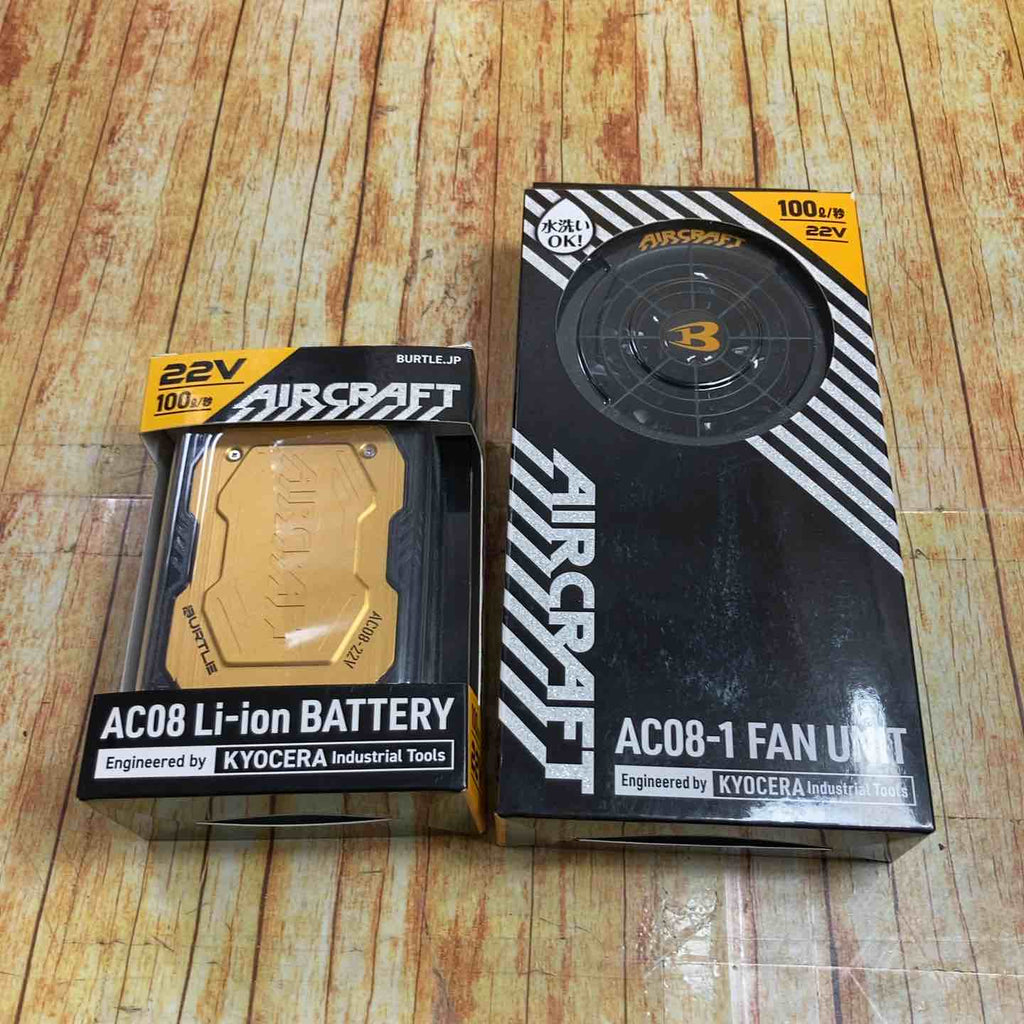 22V
100ℓ/秒
BURTLE.JP
AIRCRAFT
AIRCRAFT
BURTLE
AC08-22V
AC08 Li-ion BATTERY
Engineered by KYOCERA Industrial Tools
水洗い
OK!
AIRCRAFT
B
100ℓ/秒
22V
AIRCRAFT
AC08-1 FAN UNIT
Engineered by KYOCERA Industrial Tools